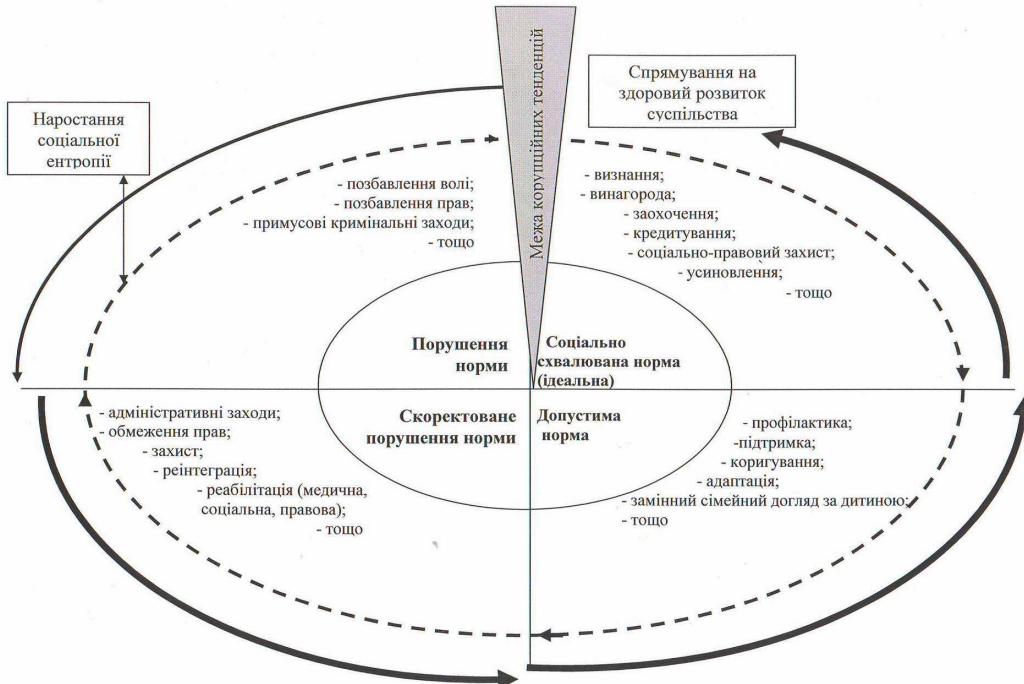 Межа корупційних тенденцій
Спрямування на
здоровий розвиток
суспільства
Наростання
соціальної
ентропії
- позбавлення волі;
- позбавлення прав;
- примусові кримінальні заходи;
- тощо
- визнання;
- винагорода;
- заохочення;
- кредитування;
- соціально-правовий захист;
- усиновлення;
- тощо
Порушення
норми
Соціально
схвалювана норма
(ідеальна)
Скоректоване
порушення норми
Допустима
норма
- адміністративні заходи;
- обмеження прав;
- захист;
- реінтеграція;
- реабілітація (медична,
соціальна, правова);
- тощо
- профілактика;
-підтримка;
- коригування;
- адаптація;
- замінний сімейний догляд за дитиною;
- тощо